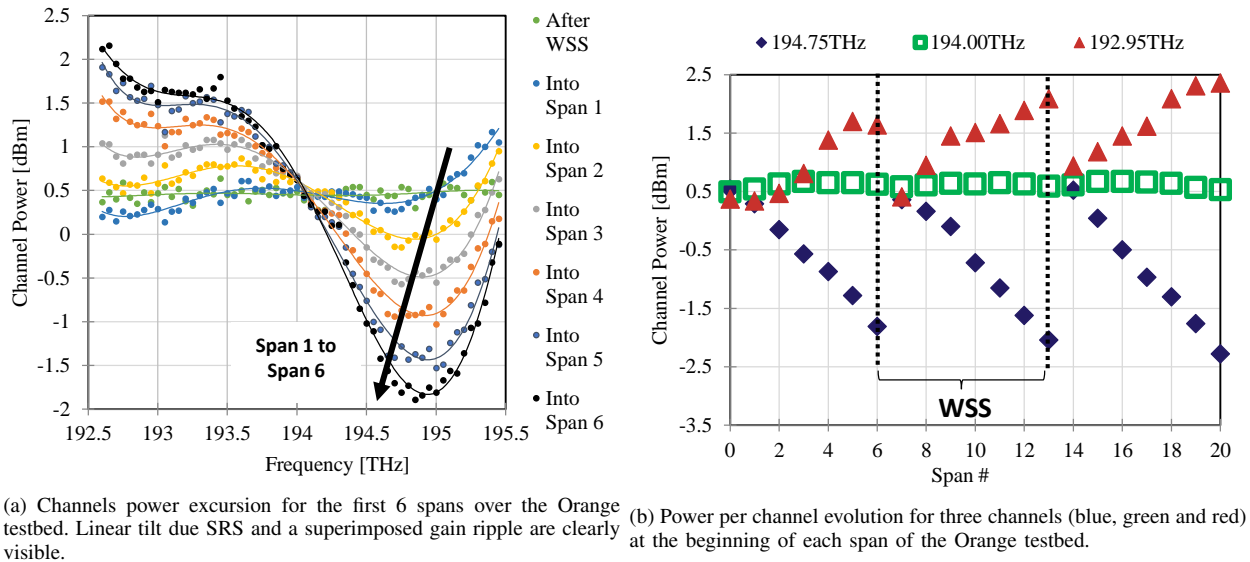 2.5
2
1.5
1
0.5
0
-0.5
-1
-1.5
-2
192.5 193 193.5 194 194.5 195 195.5
Channel Power [dBm]
Frequency [THz]
Span 1 to
Span 6
After
WSS
Into
Span 1
Into
Span 2
Into
Span 3
Into
Span 4
Into
Span 5
Into
Span 6
(a) Channels power excursion for the first 6 spans over the Orange
testbed. Linear tilt due SRS and a superimposed gain ripple are clearly
visible.
194.75THz 194.00THz 192.95THz
2.5
1.5
0.5
-0.5
-1.5
-2.5
-3.5
0 2 4 6 8 10 12 14 16 18 20
Channel Power [dBm]
Span #
WSS
(b) Power per channel evolution for three channels (blue, green and red)
at the beginning of each span of the Orange testbed.